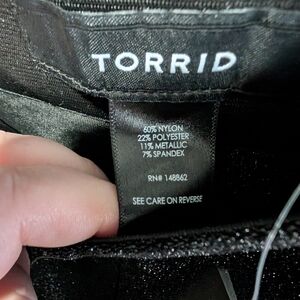 TORRID
60% NYLON
22% POLYESTER
11% METALLIC
7% SPANDEX
RN# 148862
SEE CARE ON REVERSE